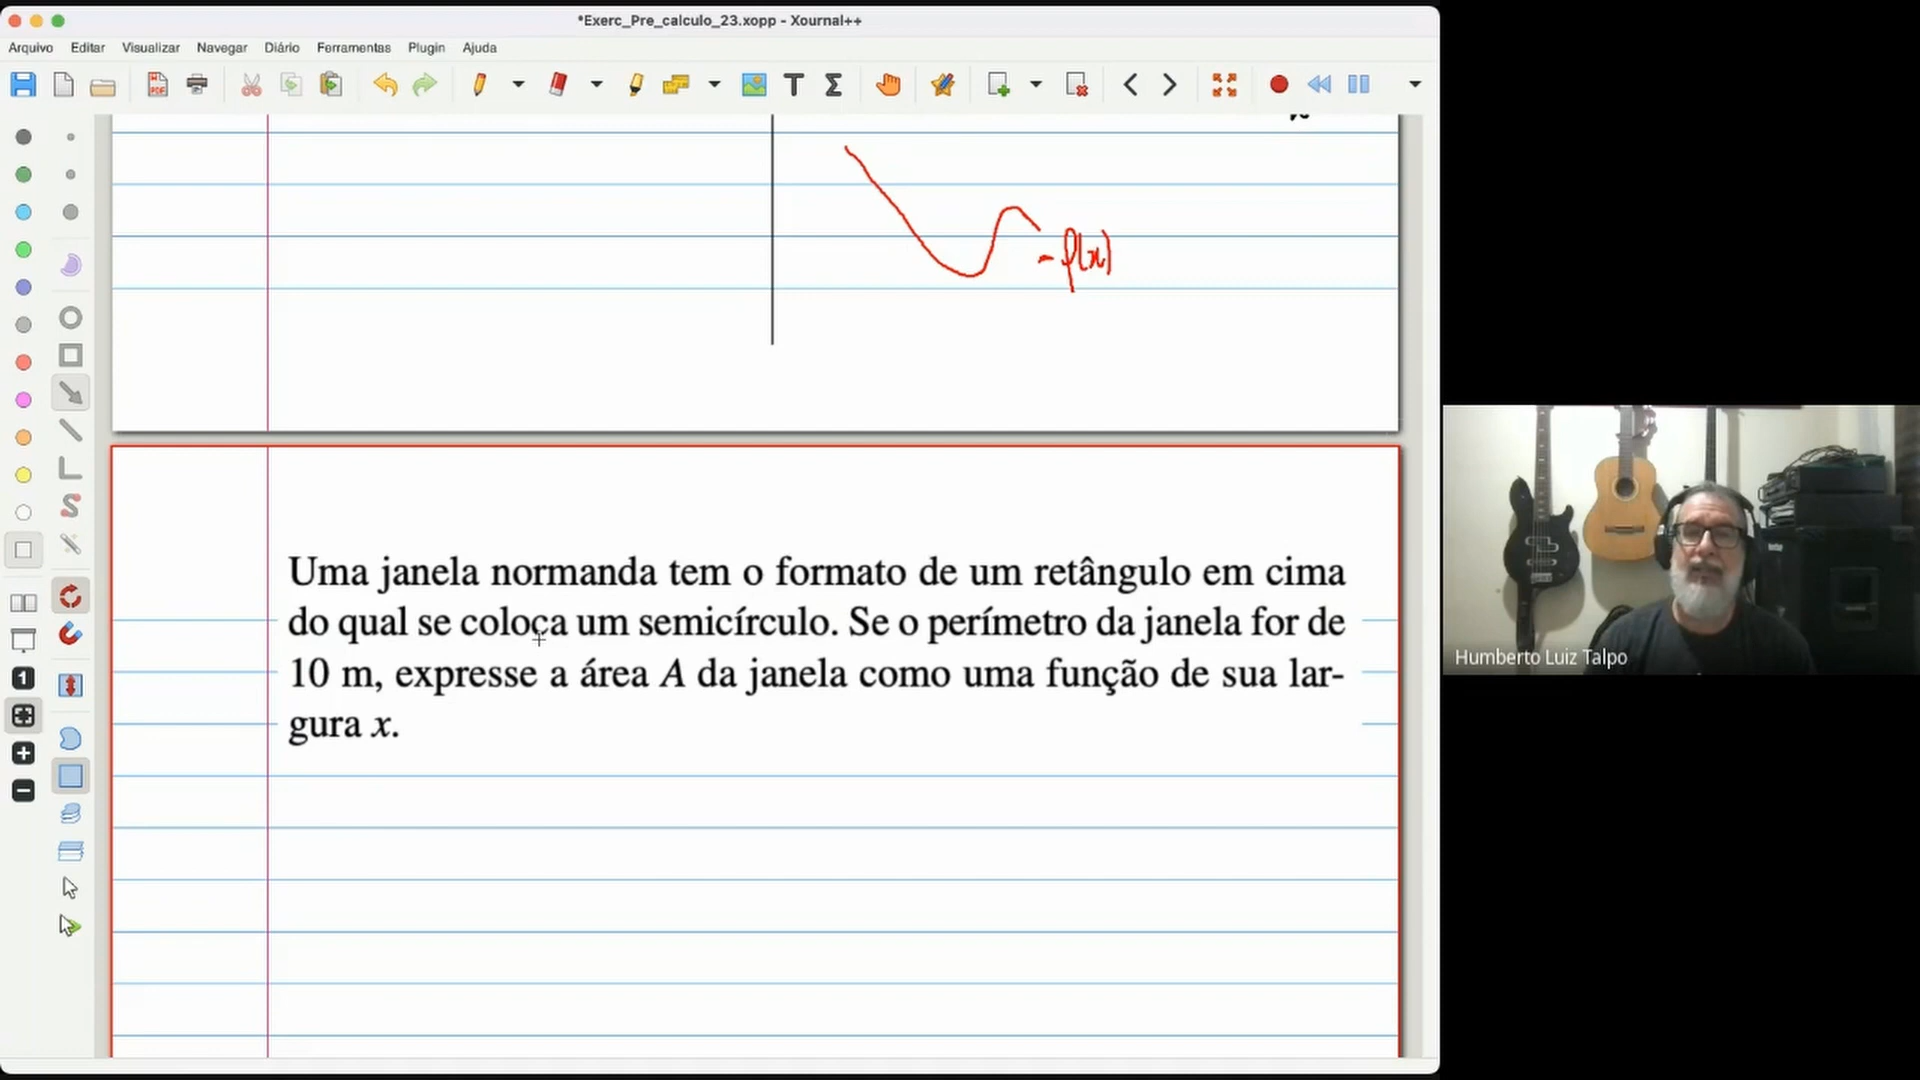 *Exerc_Pre_calculo_23.xopp - Xournal++
Arquivo Editar Visualizar Navegar Diário Ferramentas Plugin Ajuda
-f(x)
Uma janela normanda tem o formato de um retângulo em cima
do qual se coloca um semicírculo. Se o perímetro da janela for de
10 m, expresse a área A da janela como uma função de sua lar-
gura x.
Humberto Luiz Talpo